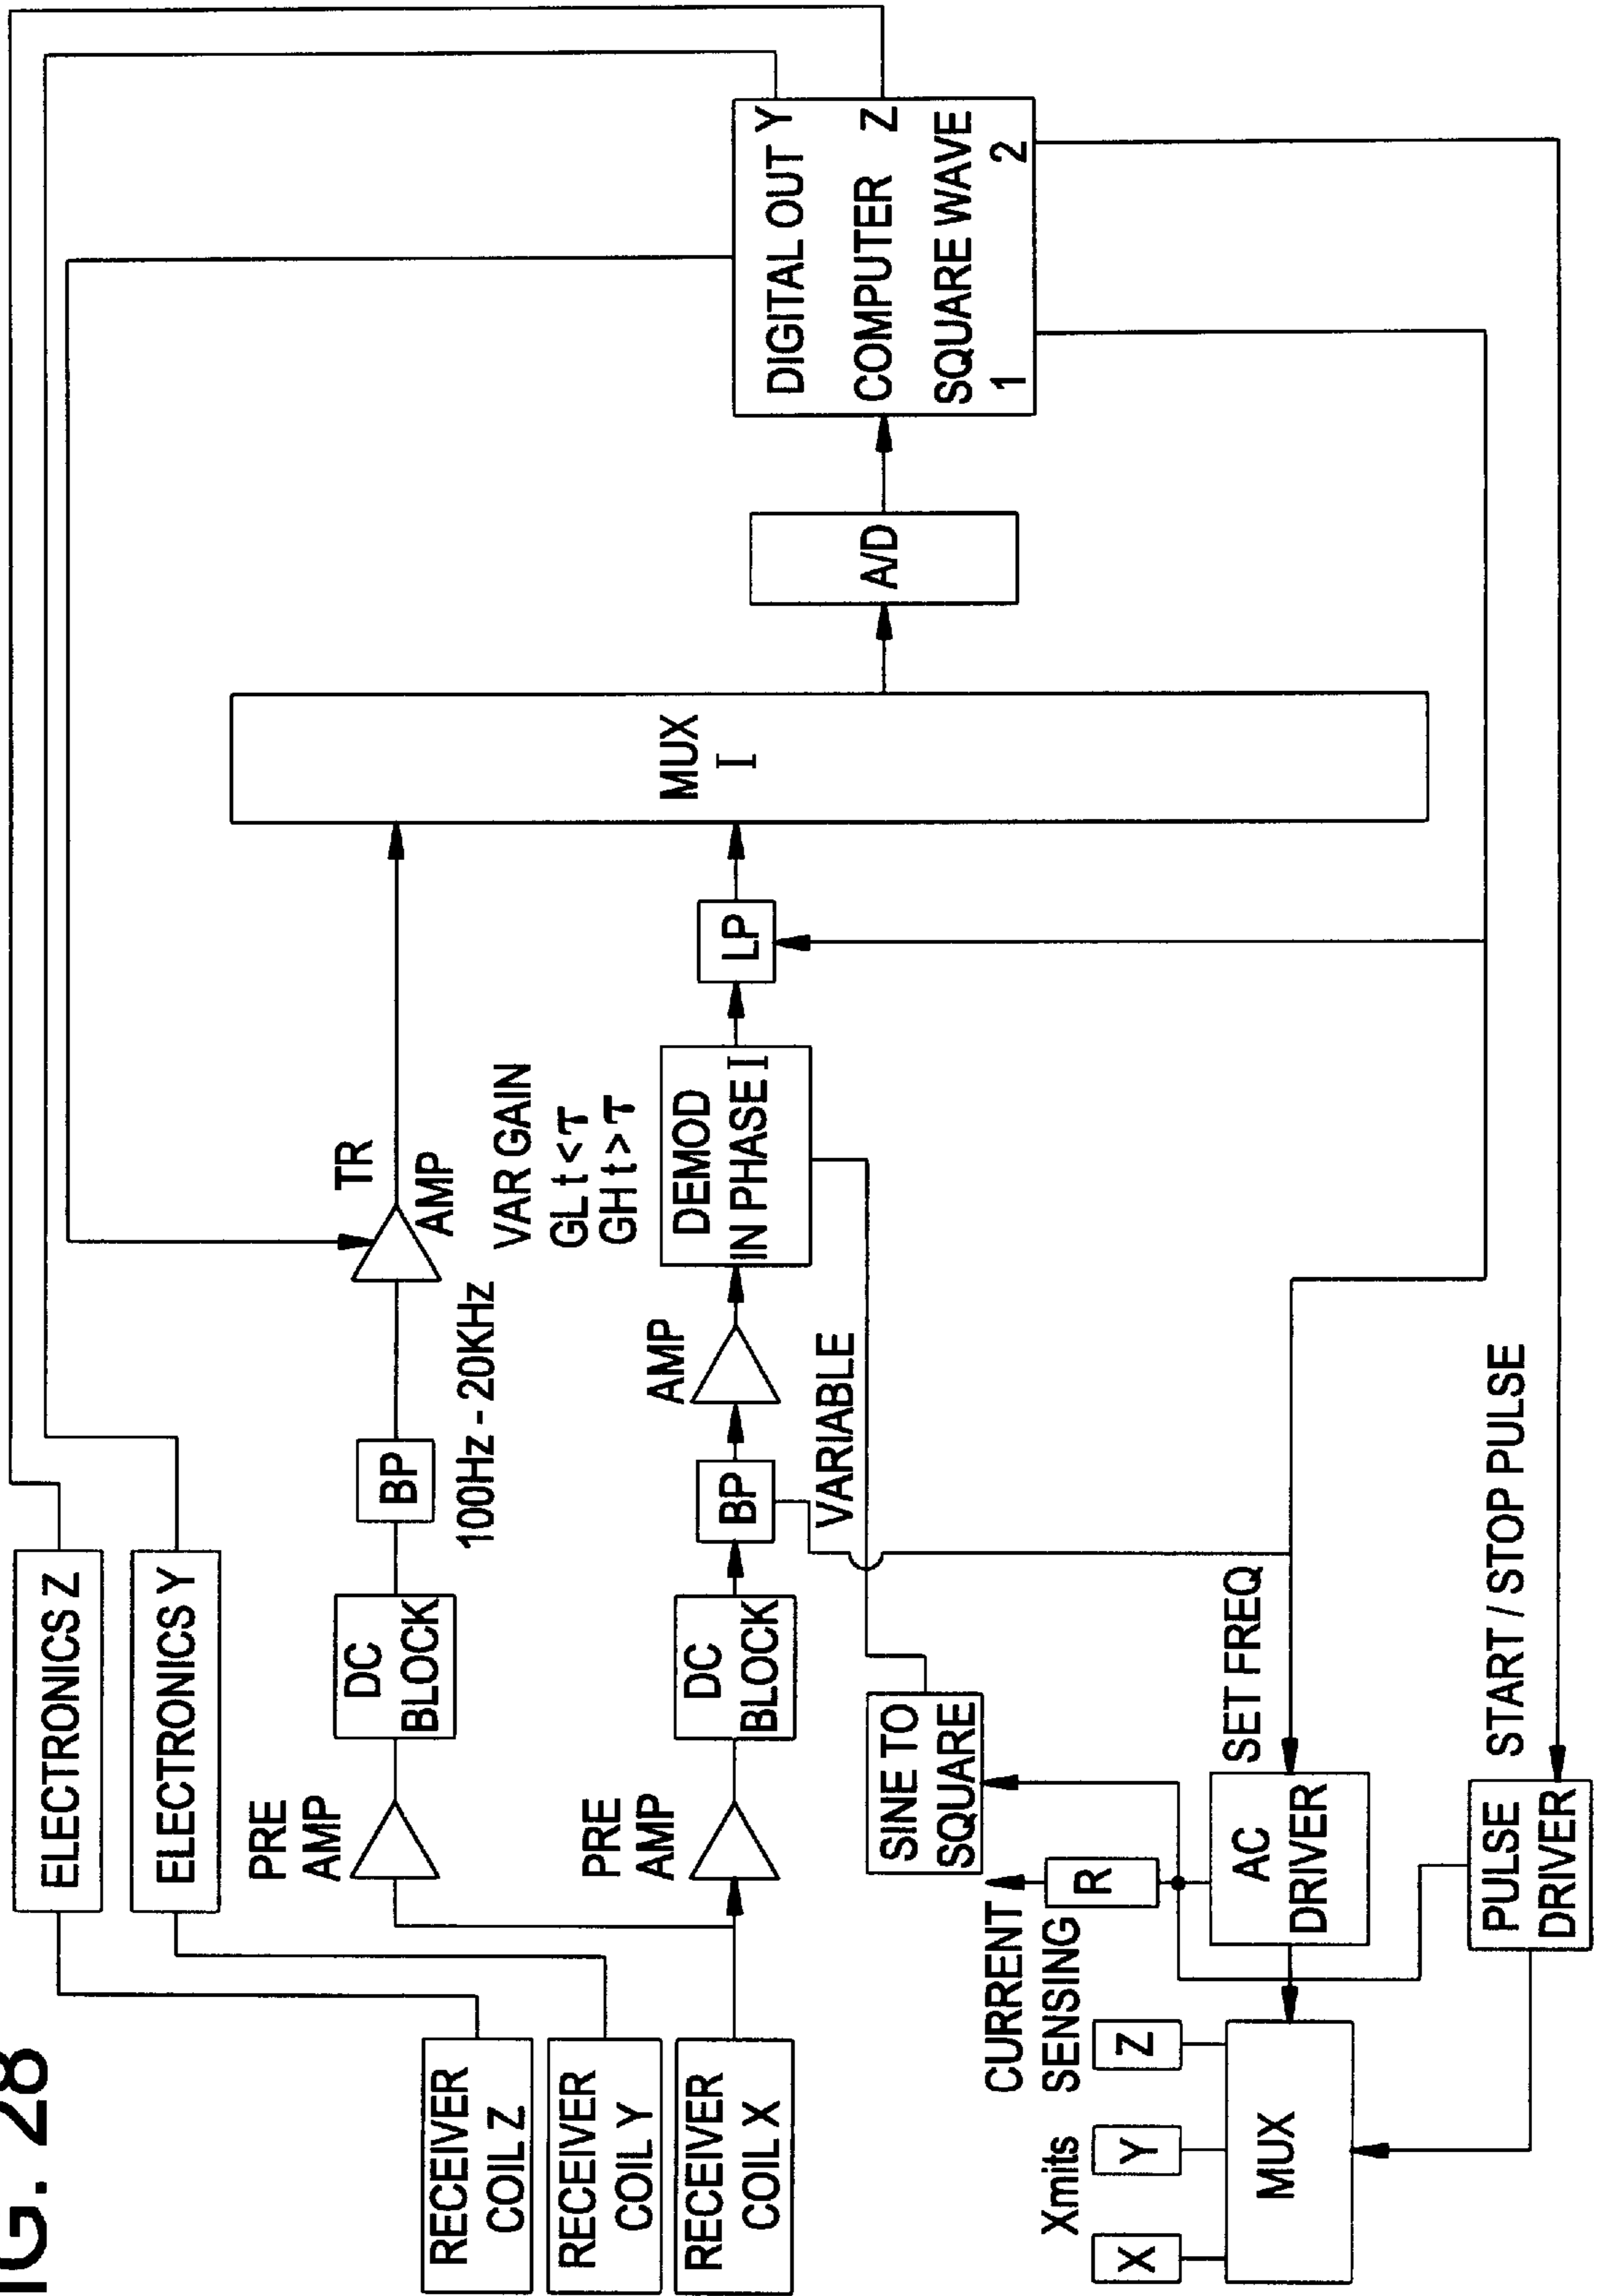 FIG. 28
ELECTRONICS Z
ELECTRONICS Y
RECEIVER
COIL Z
RECEIVER
COIL Y
RECEIVER
COIL X
PRE
AMP
DC
BLOCK
BP
100Hz - 20KHz
TR
AMP
VAR GAIN
GL t < τ
GH t > τ
PRE
AMP
DC
BLOCK
BP
VARIABLE
AMP
DEMOD
IN PHASE I
LP
MUX
I
A/D
DIGITAL OUT Y
COMPUTER Z
SQUARE WAVE
1 2
SINE TO
SQUARE
CURRENT
SENSING
R
SET FREQ
AC
DRIVER
START / STOP PULSE
PULSE
DRIVER
Xmits
X Y Z
MUX